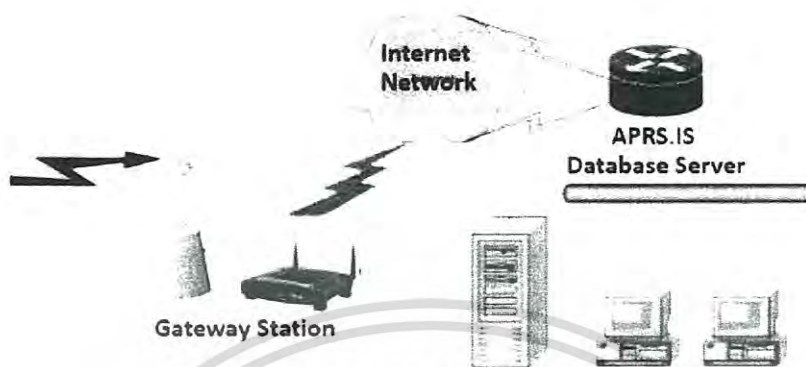 Internet
Network
APRS.IS
Database Server
Gateway Station